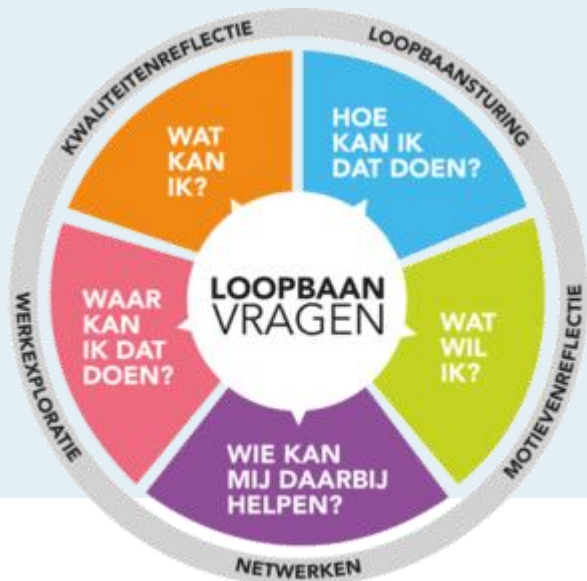 KWALITEITENREFLECTIE
LOOPBAANSTURING
WAT
KAN
IK?
HOE
KAN IK
DAT DOEN?
LOOPBAAN
VRAGEN
WAAR
KAN
IK DAT
DOEN?
WAT
WIL
IK?
WIE KAN
MIJ DAARBIJ
HELPEN?
WERKEXPLORATIE
MOTIEVENREFLECTIE
NETWERKEN